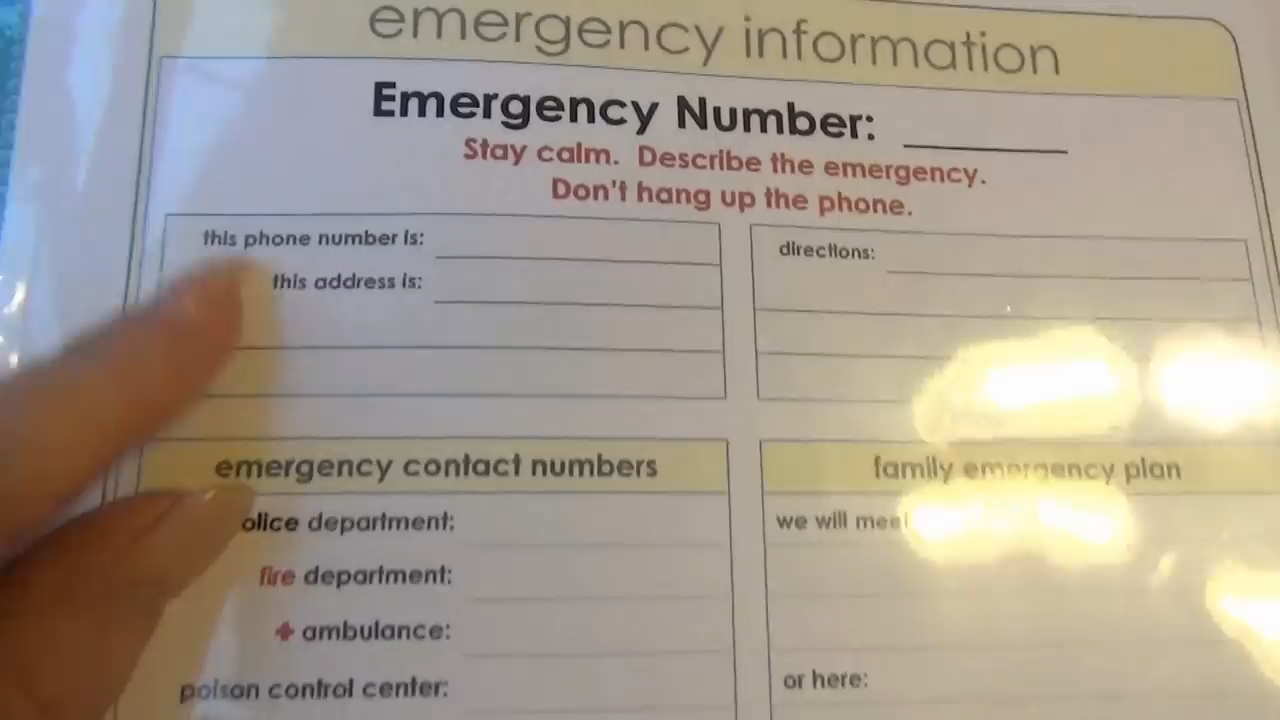 emergency information
Emergency Number:
Stay calm. Describe the emergency.
Don't hang up the phone.
this phone number is:
this address is:
directions:
emergency contact numbers
olice department:
fire department:
+ ambulance:
poison control center:
family emergency plan
we will meet
or here: